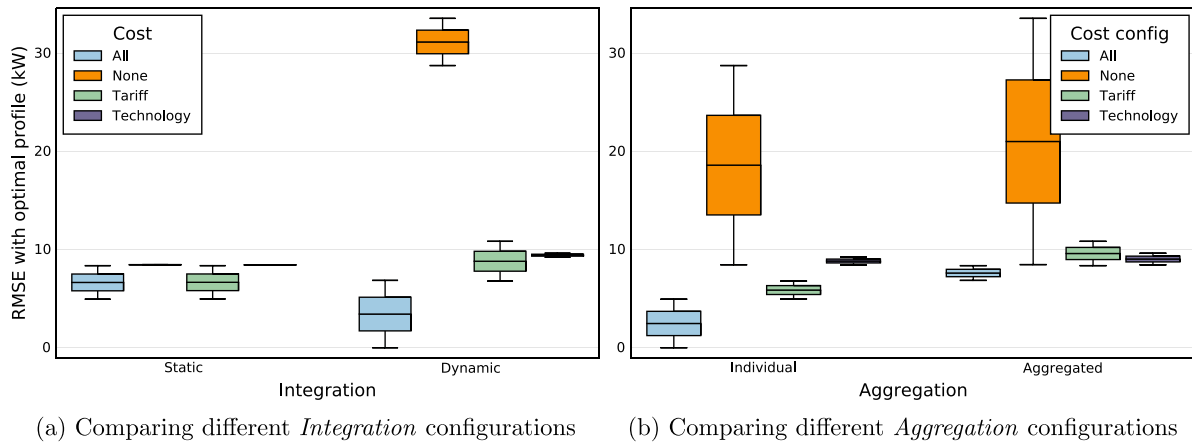 RMSE with optimal profile (kW)
30
20
10
0
Cost
All
None
Tariff
Technology
Static
Dynamic
Integration
(a) Comparing different Integration configurations
30
20
10
0
Cost config
All
None
Tariff
Technology
Individual
Aggregated
Aggregation
(b) Comparing different Aggregation configurations